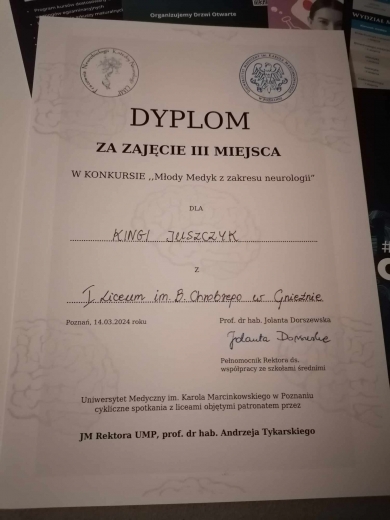 Organizujemy Drzwi Otwarte
WYDZIAŁ
DYPLOM
ZA ZAJĘCIE III MIEJSCA
W KONKURSIE ,,Młody Medyk z zakresu neurologii”
DLA
KINGI JUSZCZYK
Z
I Liceum im. B. Chrobrego w Gnieźnie
Poznań, 14.03.2024 roku
Prof. dr hab. Jolanta Dorszewska
Jolanta Dorszewska
Pełnomocnik Rektora ds.
współpracy ze szkołami średnimi
Uniwersytet Medyczny im. Karola Marcinkowskiego w Poznaniu
cykliczne spotkania z liceami objętymi patronatem przez
JM Rektora UMP, prof. dr hab. Andrzeja Tykarskiego